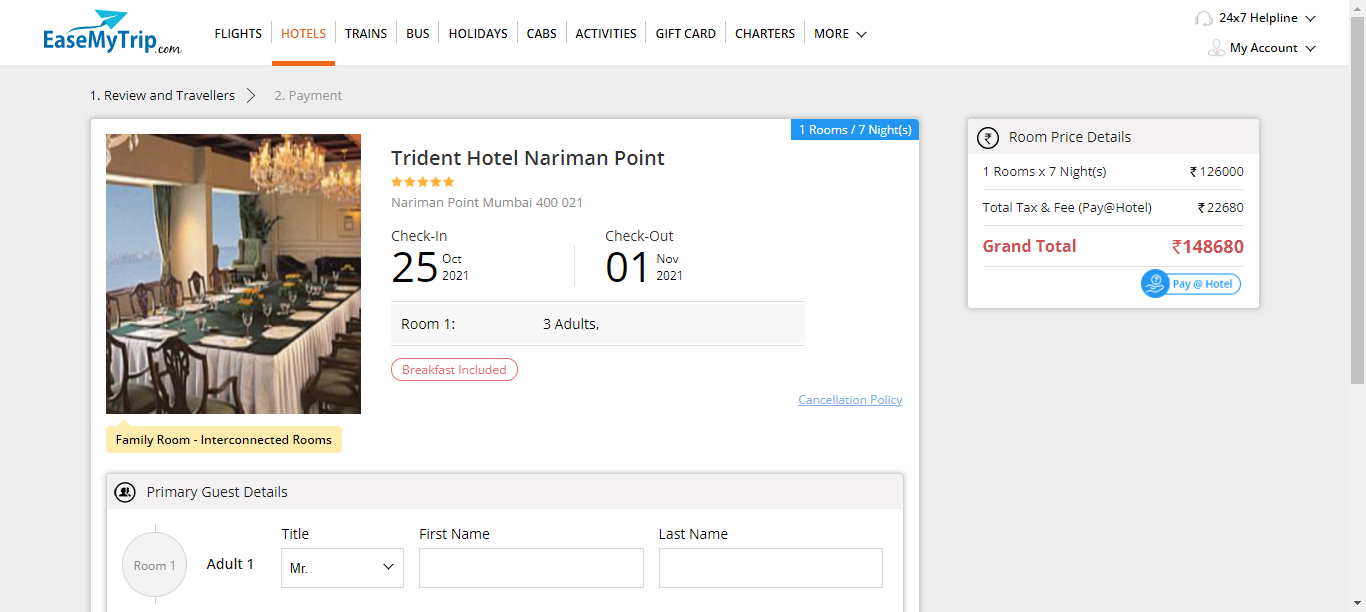 EaseMyTrip.com
FLIGHTS HOTELS TRAINS BUS HOLIDAYS CABS ACTIVITIES GIFT CARD CHARTERS MORE
24x7 Helpline
My Account
1. Review and Travellers 2. Payment
1 Rooms / 7 Night(s)
Trident Hotel Nariman Point
Nariman Point Mumbai 400 021
Check-In Check-Out
25 Oct 2021 01 Nov 2021
Room 1: 3 Adults,
Breakfast Included
Cancellation Policy
Family Room - Interconnected Rooms
Primary Guest Details
Title First Name Last Name
Room 1 Adult 1 Mr.
Room Price Details
1 Rooms x 7 Night(s) ₹ 126000
Total Tax & Fee (Pay@Hotel) ₹ 22680
Grand Total ₹148680
Pay @ Hotel